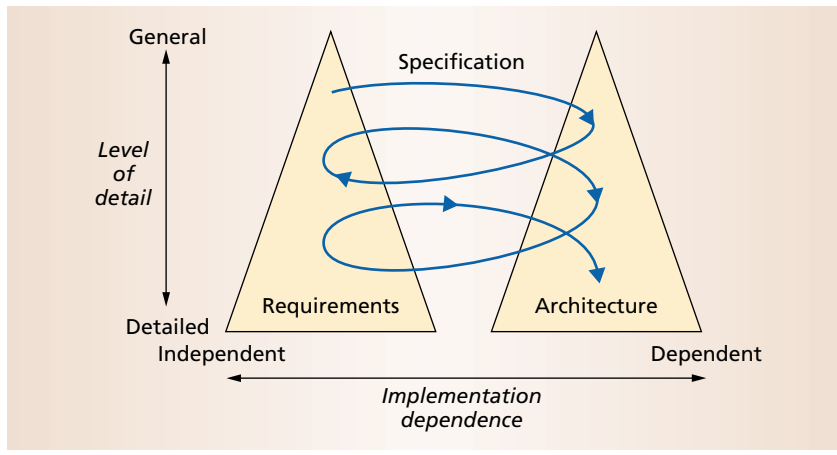 General
Specification
Level
of
detail
Requirements
Architecture
Detailed
Independent
Dependent
Implementation
dependence